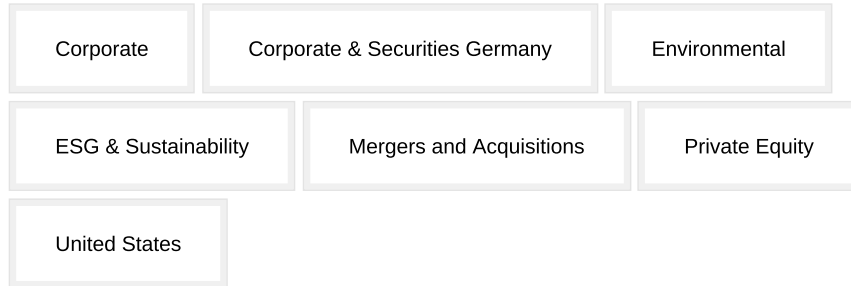 Corporate Corporate & Securities Germany Environmental
ESG & Sustainability Mergers and Acquisitions Private Equity
United States